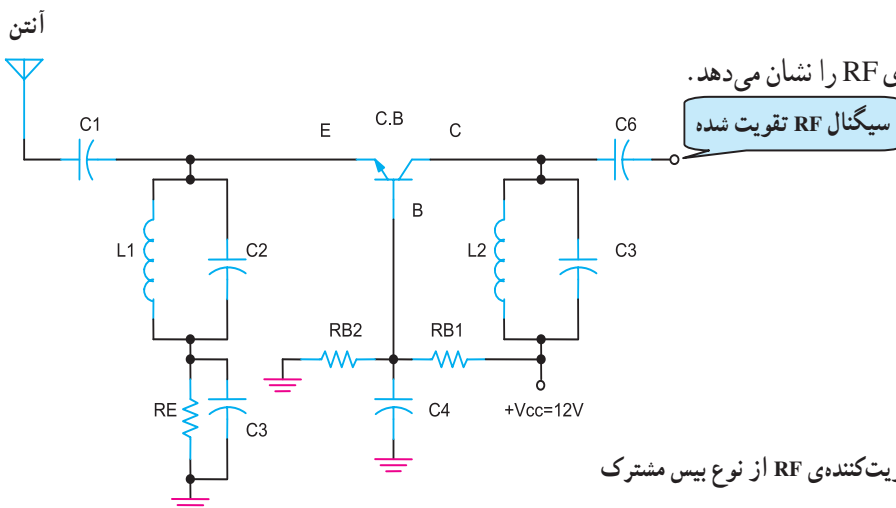 آنتن
ی RF را نشان می‌دهد.
سیگنال RF تقویت شده
C1
E
C.B
C
C6
B
L1
C2
L2
C3
RB2
RB1
RE
C3
C4
+Vcc=12V
یت‌کننده‌ی RF از نوع بیس مشترک